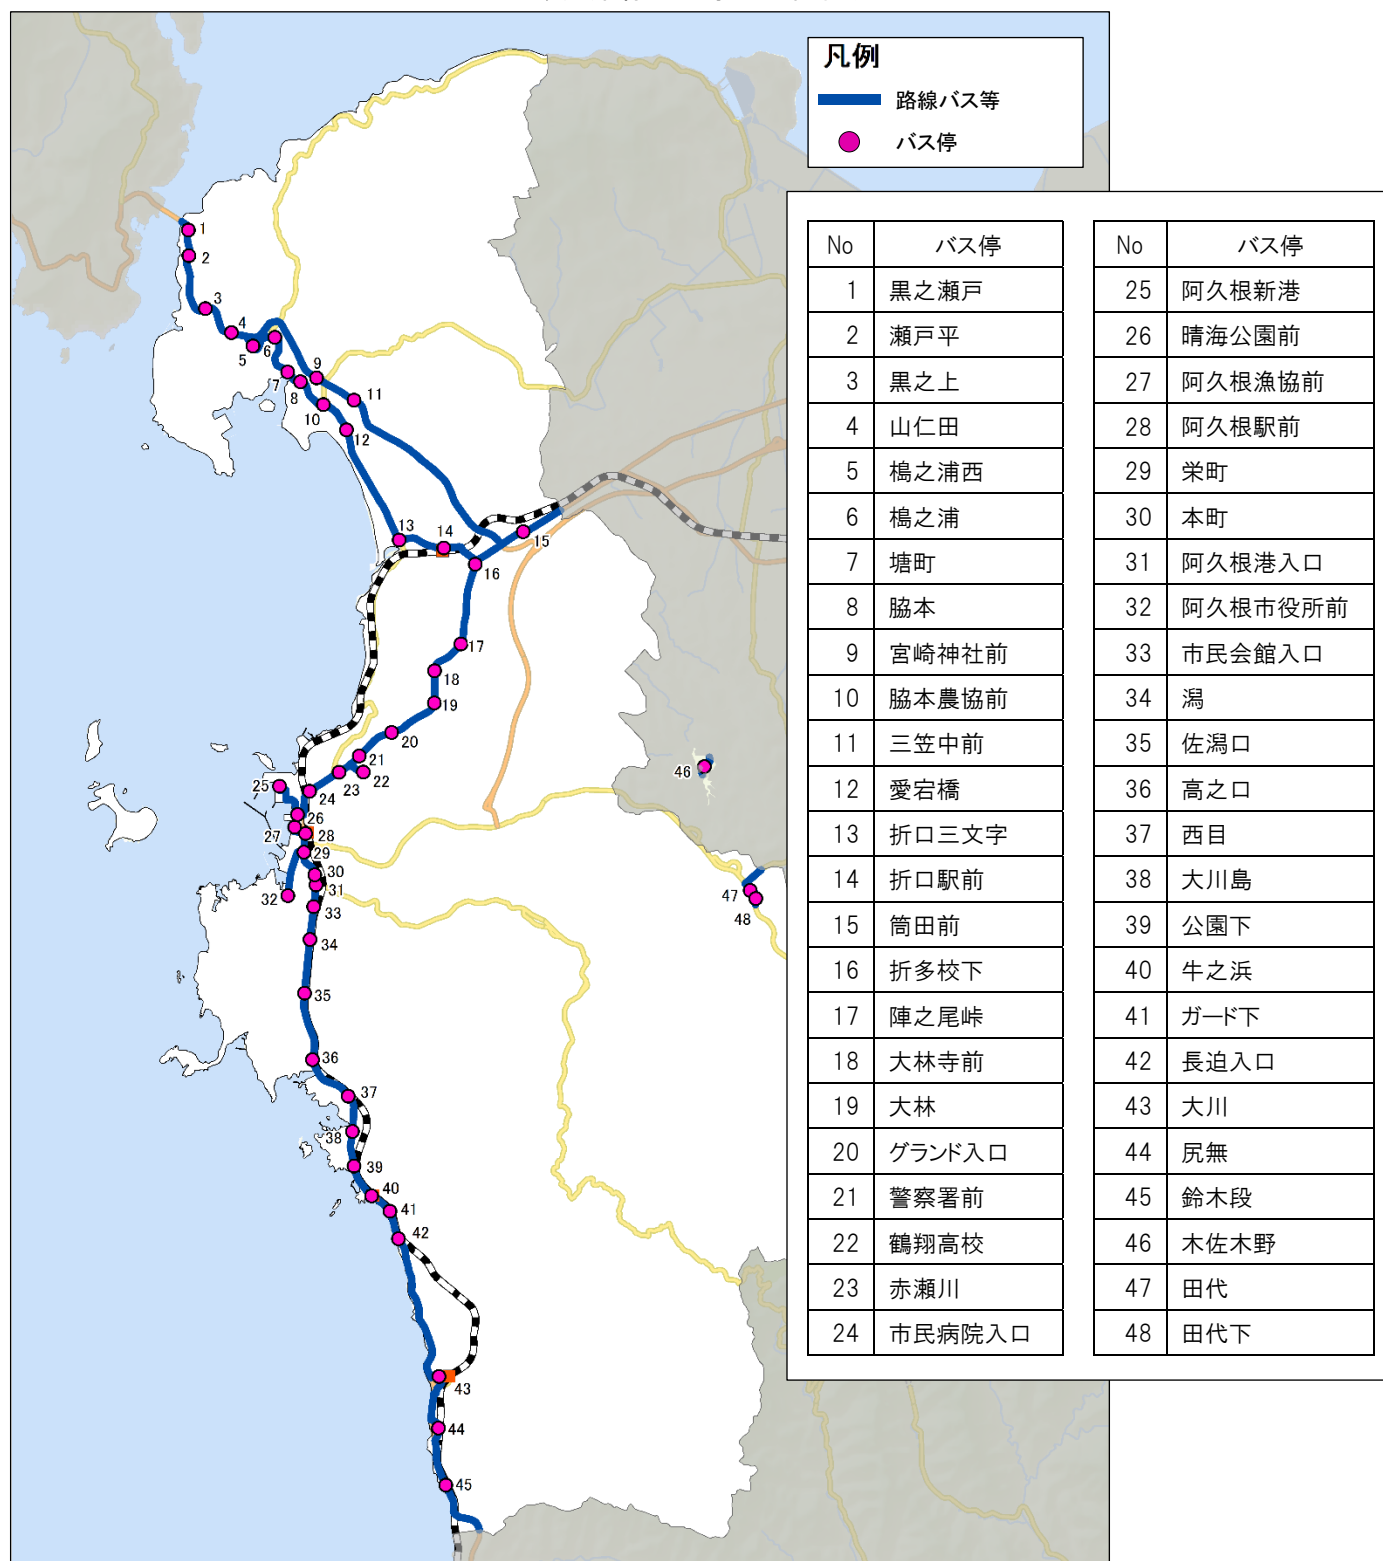 凡例
路線バス等
バス停
No バス停
1 黒之瀬戸
2 瀬戸平
3 黒之上
4 山仁田
5 樢之浦西
6 樢之浦
7 塘町
8 脇本
9 宮崎神社前
10 脇本農協前
11 三笠中前
12 愛宕橋
13 折口三文字
14 折口駅前
15 筒田前
16 折多校下
17 陣之尾峠
18 大林寺前
19 大林
20 グランド入口
21 警察署前
22 鶴翔高校
23 赤瀬川
24 市民病院入口
No バス停
25 阿久根新港
26 晴海公園前
27 阿久根漁協前
28 阿久根駅前
29 栄町
30 本町
31 阿久根港入口
32 阿久根市役所前
33 市民会館入口
34 潟
35 佐潟口
36 高之口
37 西目
38 大川島
39 公園下
40 牛之浜
41 ガード下
42 長迫入口
43 大川
44 尻無
45 鈴木段
46 木佐木野
47 田代
48 田代下
1
2
3
4
5
6
7
8
9
10
11
12
13
14
15
16
17
18
19
20
21
22
23
24
25
26
27
28
29
30
31
32
33
34
35
36
37
38
39
40
41
42
43
44
45
46
47
48